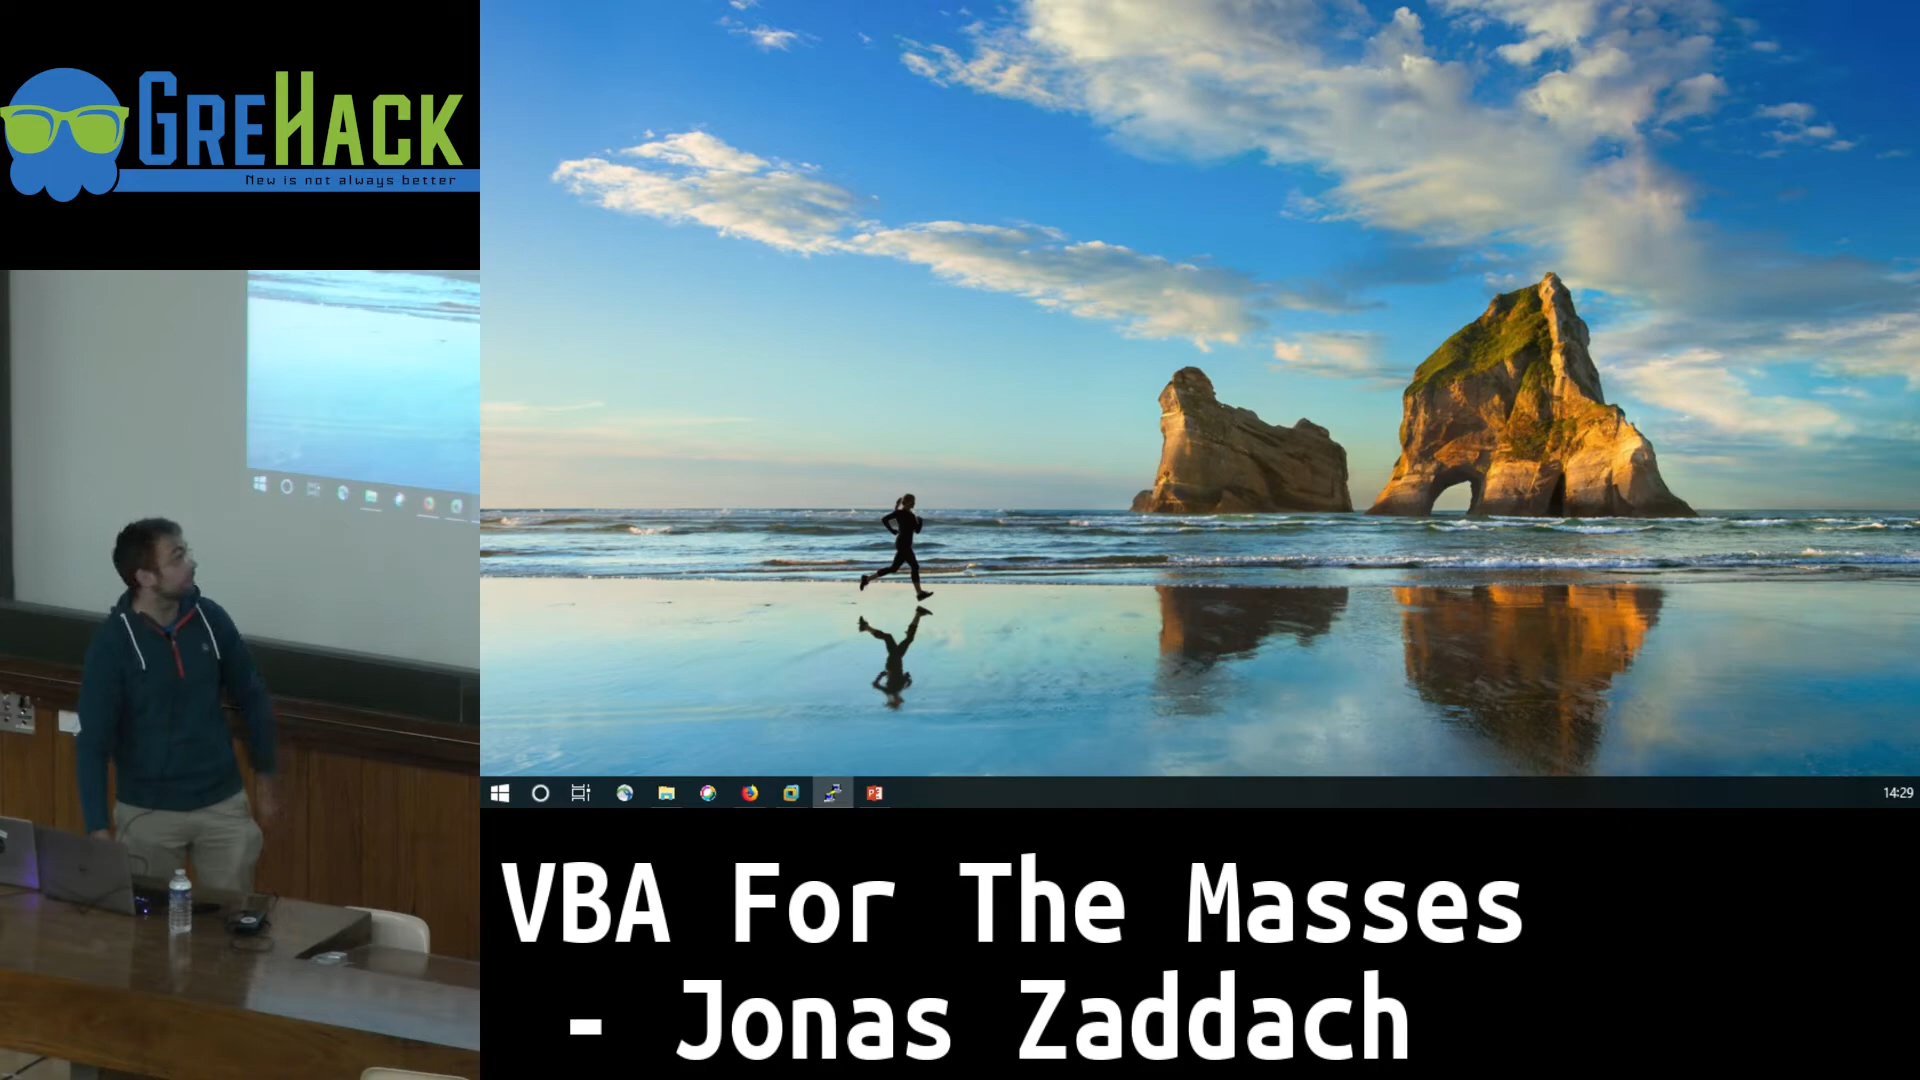 GREHACK
New is not always better
14:29
VBA For The Masses
- Jonas Zaddach